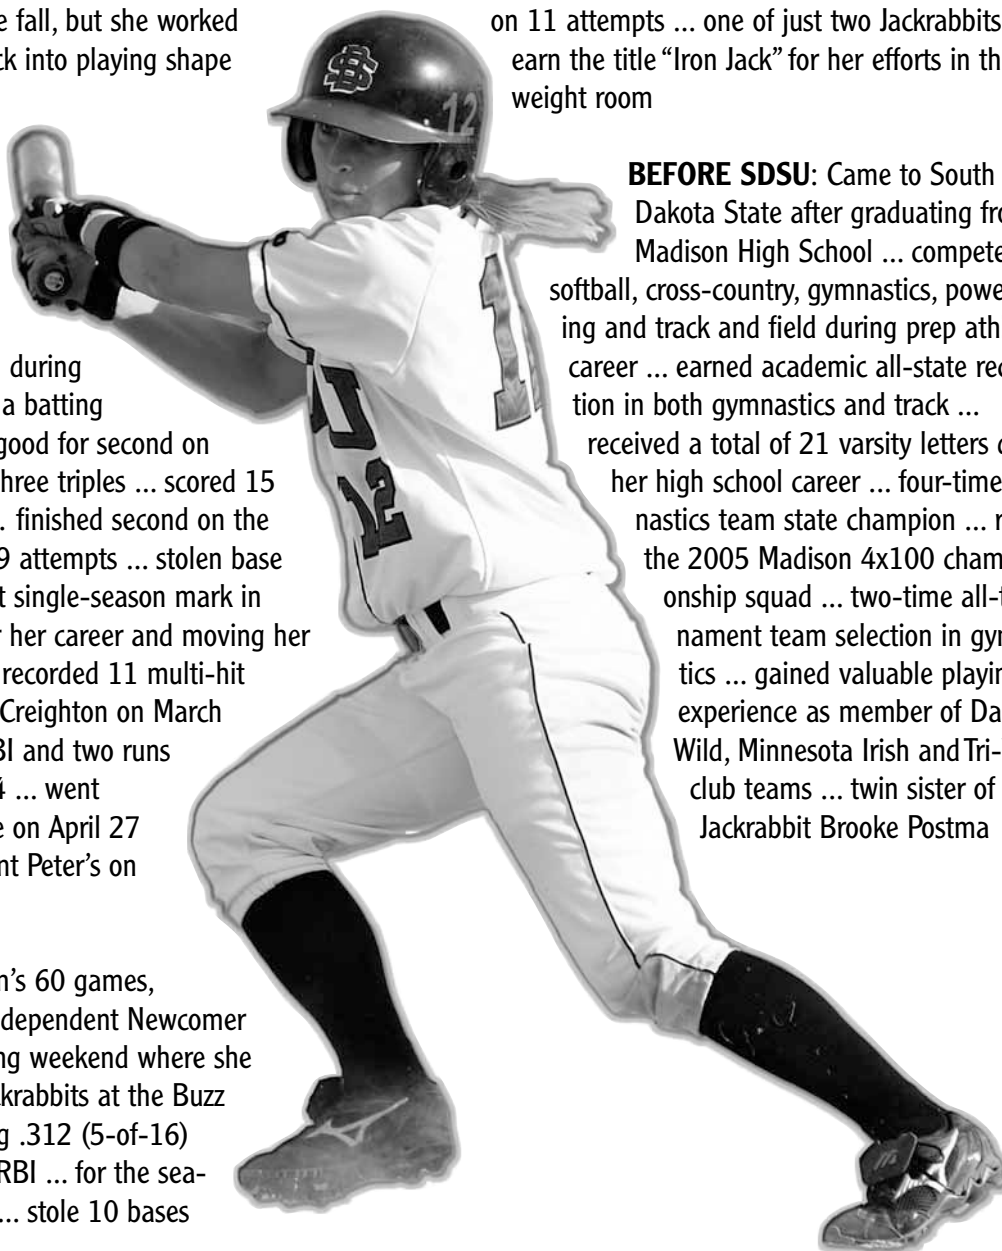 e fall, but she worked
ck into playing shape
during
a batting
good for second on
hree triples ... scored 15
. finished second on the
9 attempts ... stolen base
t single-season mark in
r her career and moving her
recorded 11 multi-hit
Creighton on March
BI and two runs
4 ... went
e on April 27
nt Peter's on
n's 60 games,
dependent Newcomer
ng weekend where she
ckrabbits at the Buzz
g .312 (5-of-16)
RBI ... for the sea-
... stole 10 bases
on 11 attempts ... one of just two Jackrabbits
earn the title “Iron Jack” for her efforts in th
weight room
BEFORE SDSU: Came to South
Dakota State after graduating fro
Madison High School ... compete
softball, cross-country, gymnastics, powe
ing and track and field during prep ath
career ... earned academic all-state rec
tion in both gymnastics and track ...
received a total of 21 varsity letters d
her high school career ... four-time
nastics team state champion ... r
the 2005 Madison 4x100 cham
onship squad ... two-time all-t
nament team selection in gyn
tics ... gained valuable playin
experience as member of Da
Wild, Minnesota Irish and Tri-
club teams ... twin sister of
Jackrabbit Brooke Postma
12
1
12